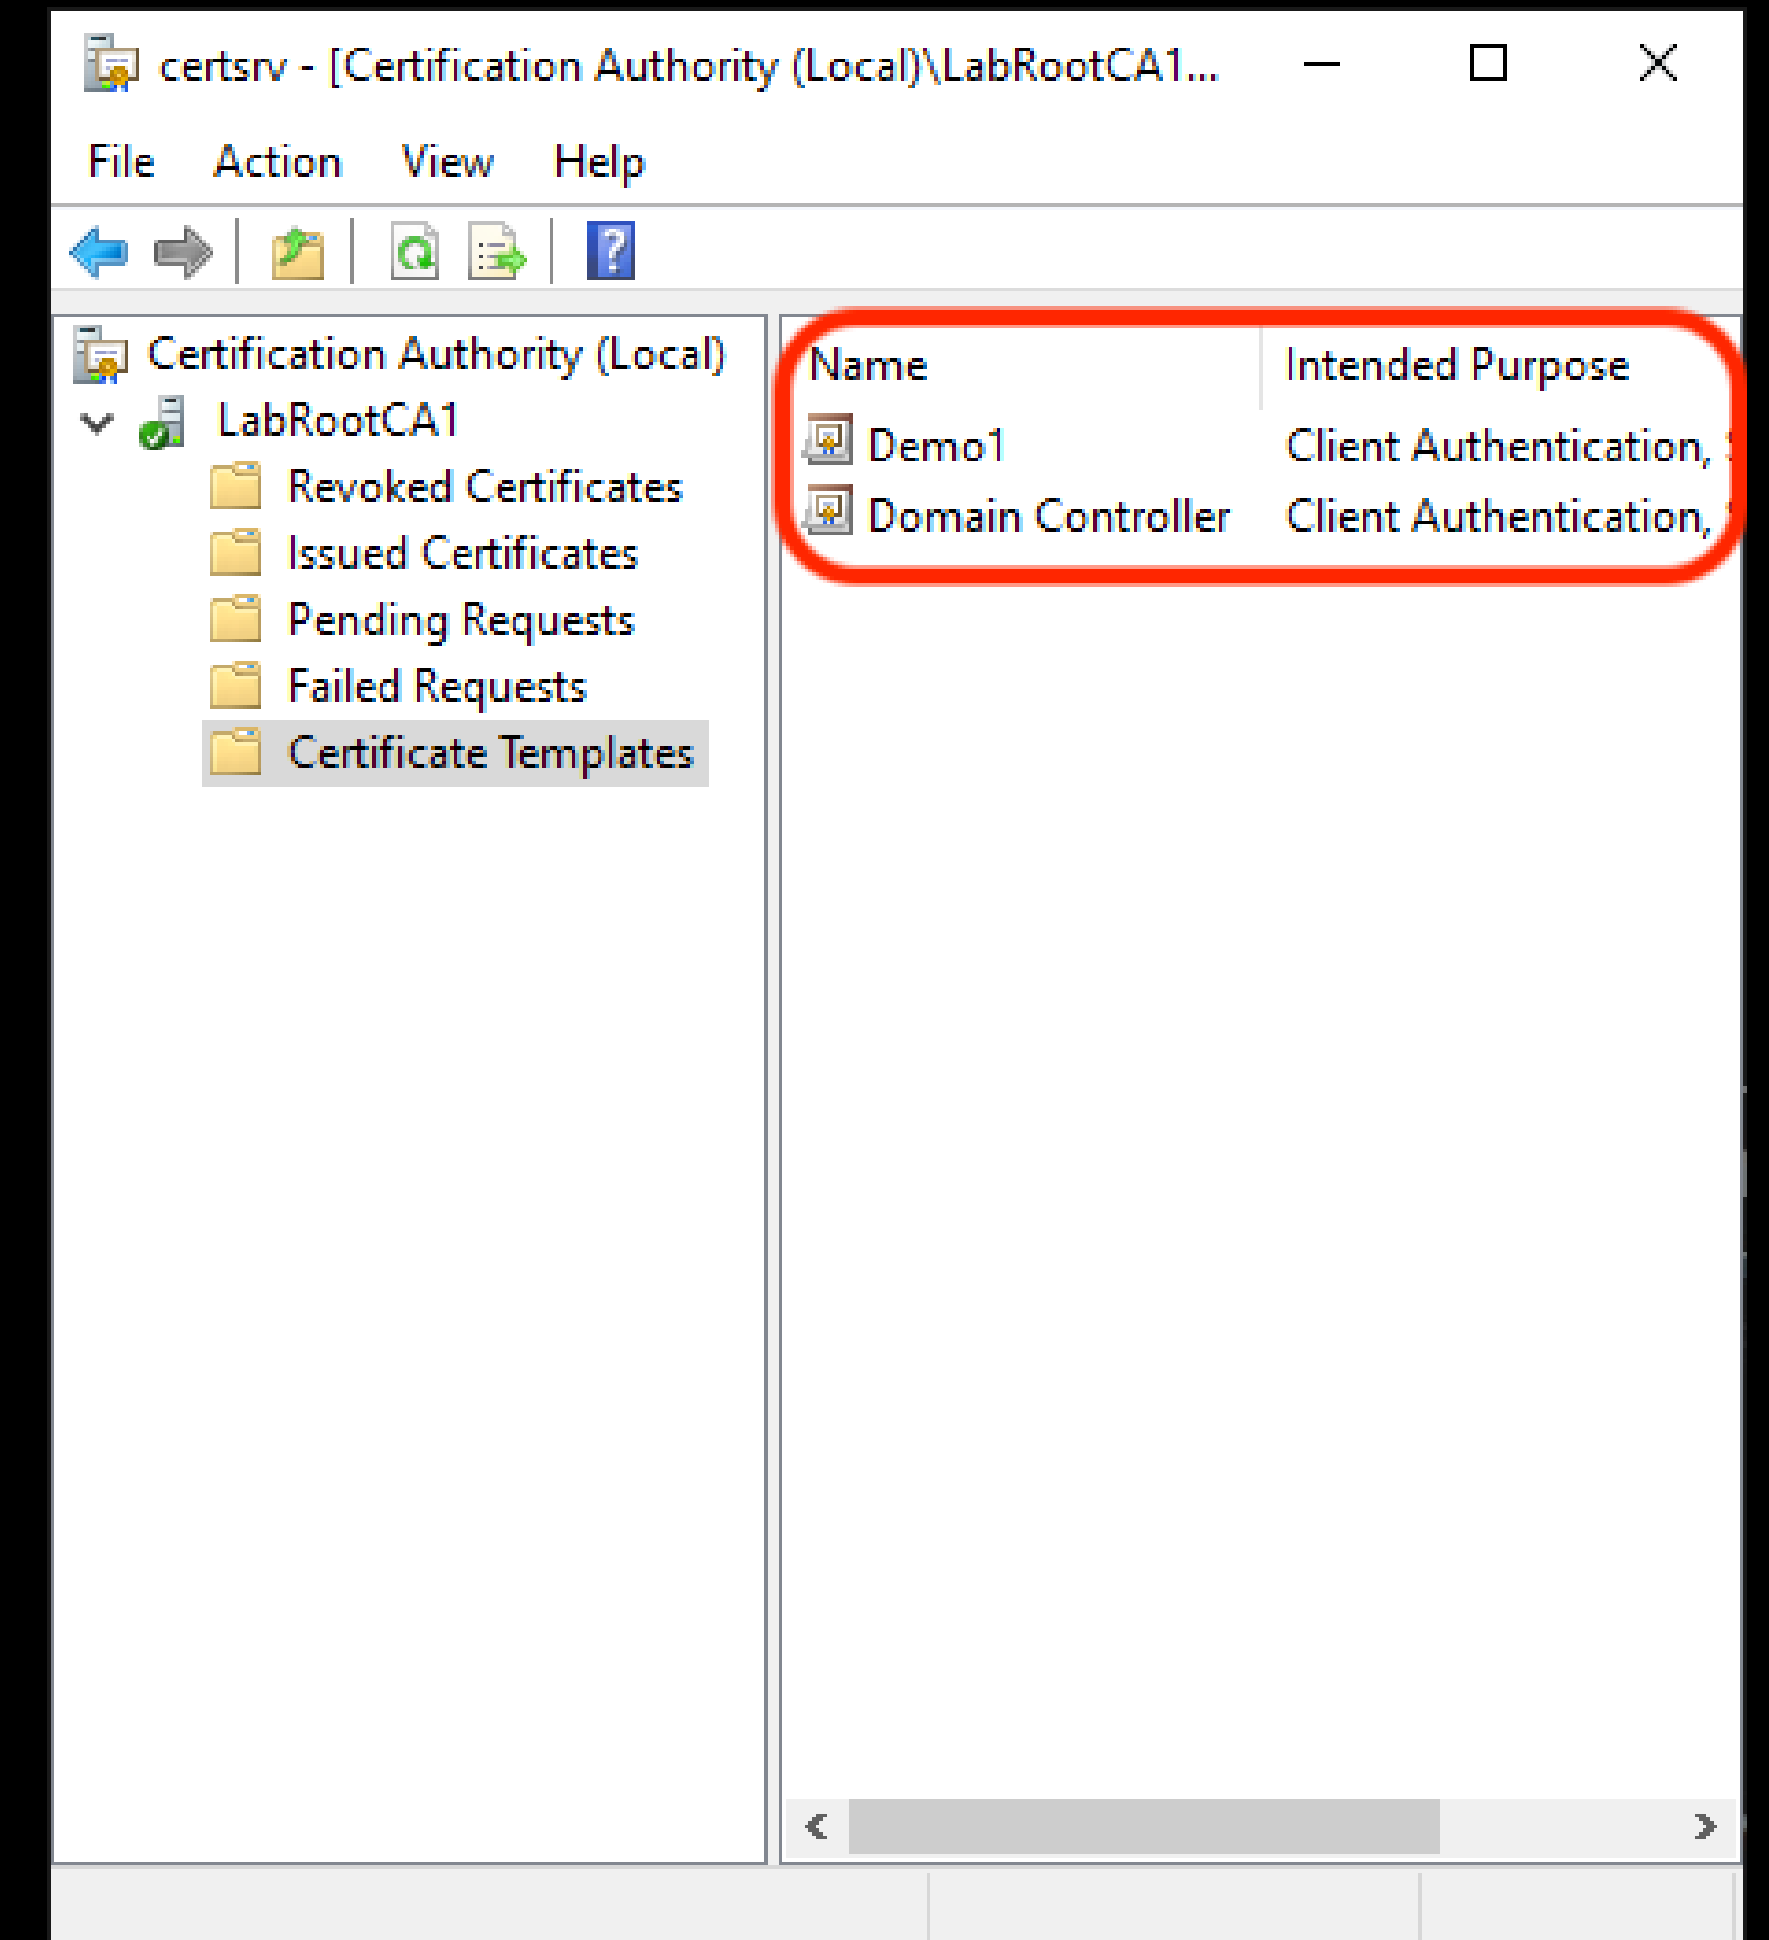 certsrv - [Certification Authority (Local)\LabRootCA1...
File Action View Help
Certification Authority (Local)
LabRootCA1
Revoked Certificates
Issued Certificates
Pending Requests
Failed Requests
Certificate Templates
Name Intended Purpose
Demo1 Client Authentication,
Domain Controller Client Authentication,